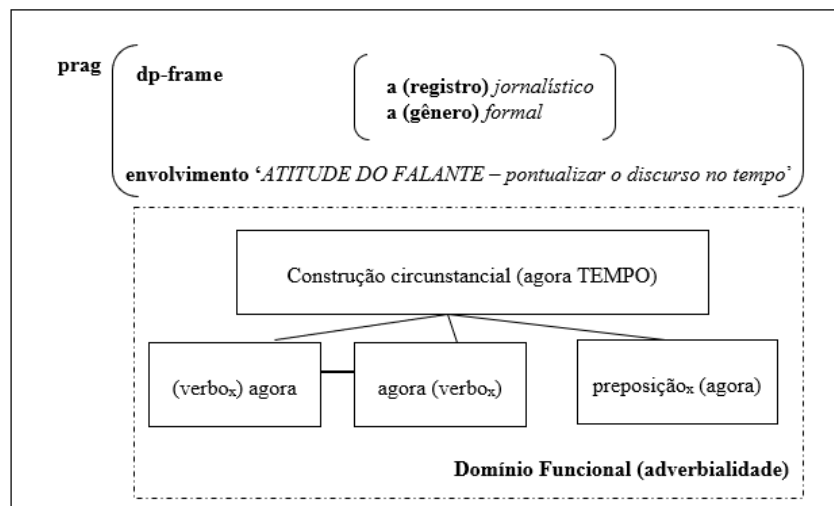 prag
dp-frame
a (registro) jornalístico
a (gênero) formal
envolvimento ‘ATITUDE DO FALANTE – pontualizar o discurso no tempo’
Construção circunstancial (agora TEMPO)
(verboₓ) agora
agora (verboₓ)
preposiçãoₓ (agora)
Domínio Funcional (adverbialidade)